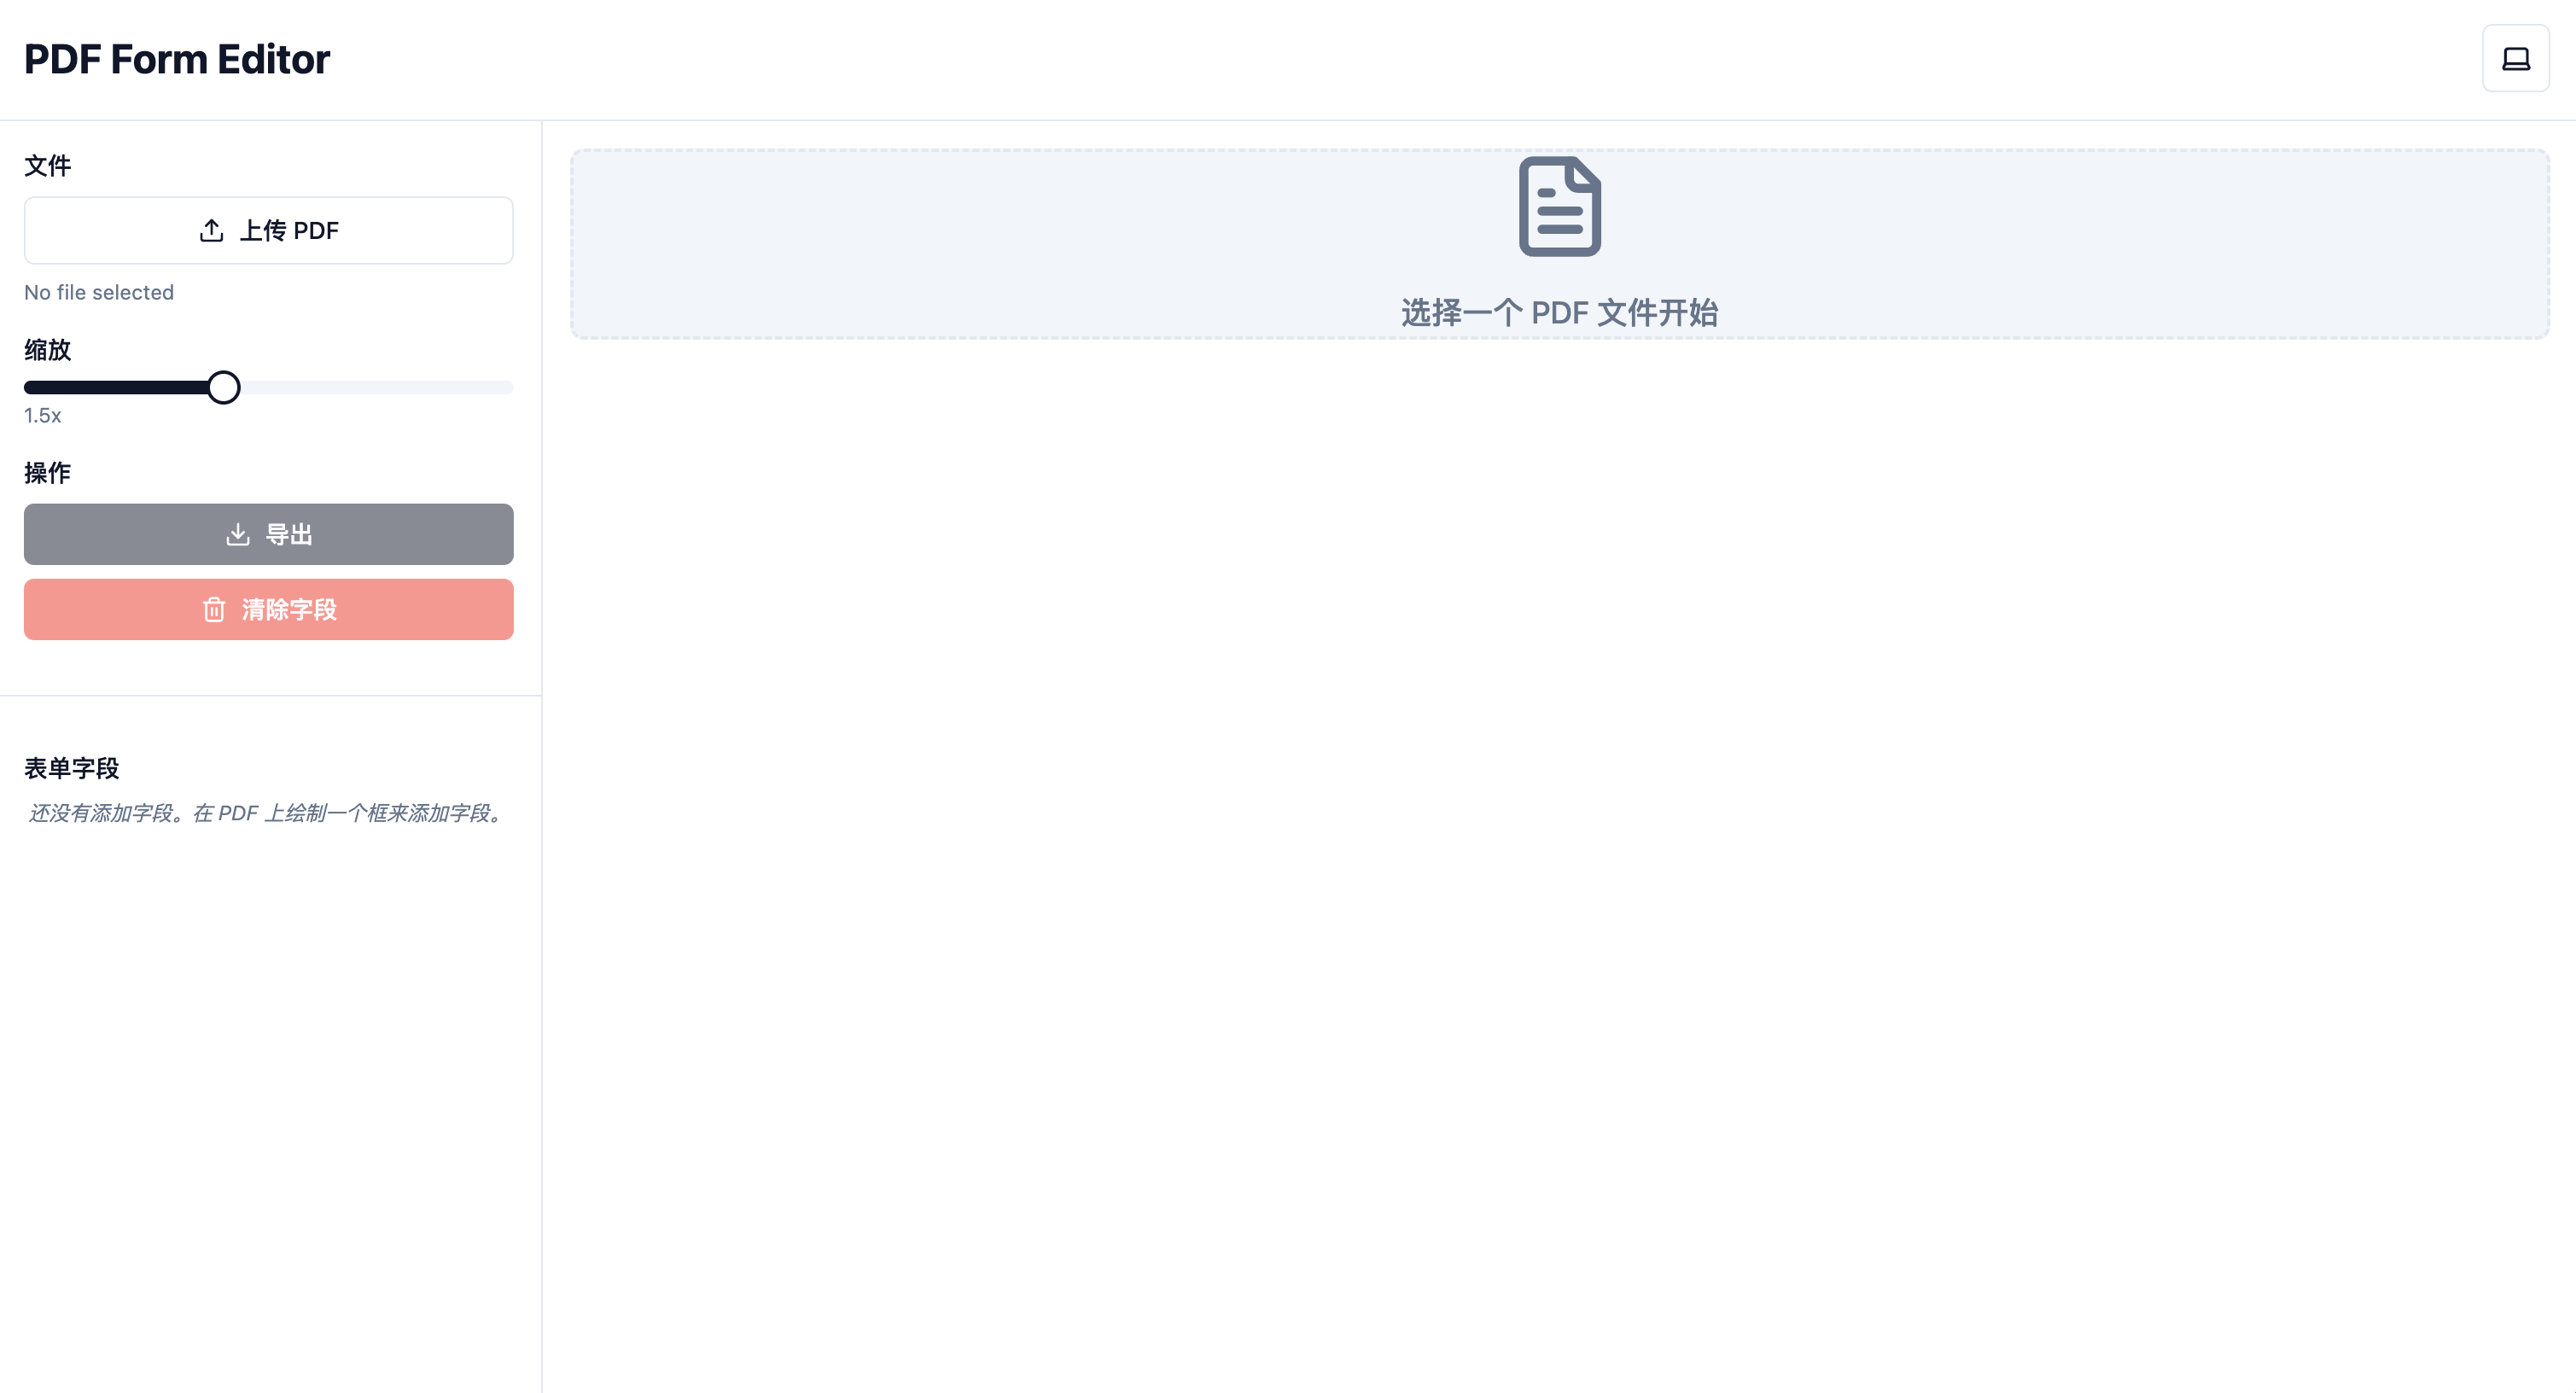 PDF Form Editor
文件
上传 PDF
No file selected
缩放
1.5x
操作
导出
清除字段
表单字段
还没有添加字段。在 PDF 上绘制一个框来添加字段。
选择一个 PDF 文件开始